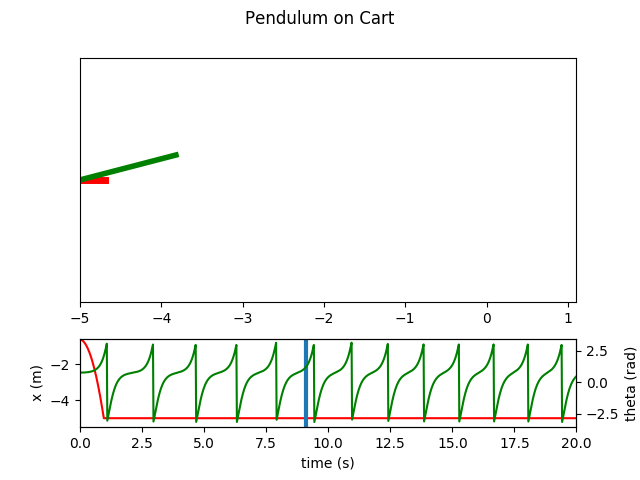 Pendulum on Cart
−5 −4 −3 −2 −1 0 1
x (m)
−2
−4
2.5
0.0
−2.5
theta (rad)
0.0 2.5 5.0 7.5 10.0 12.5 15.0 17.5 20.0
time (s)